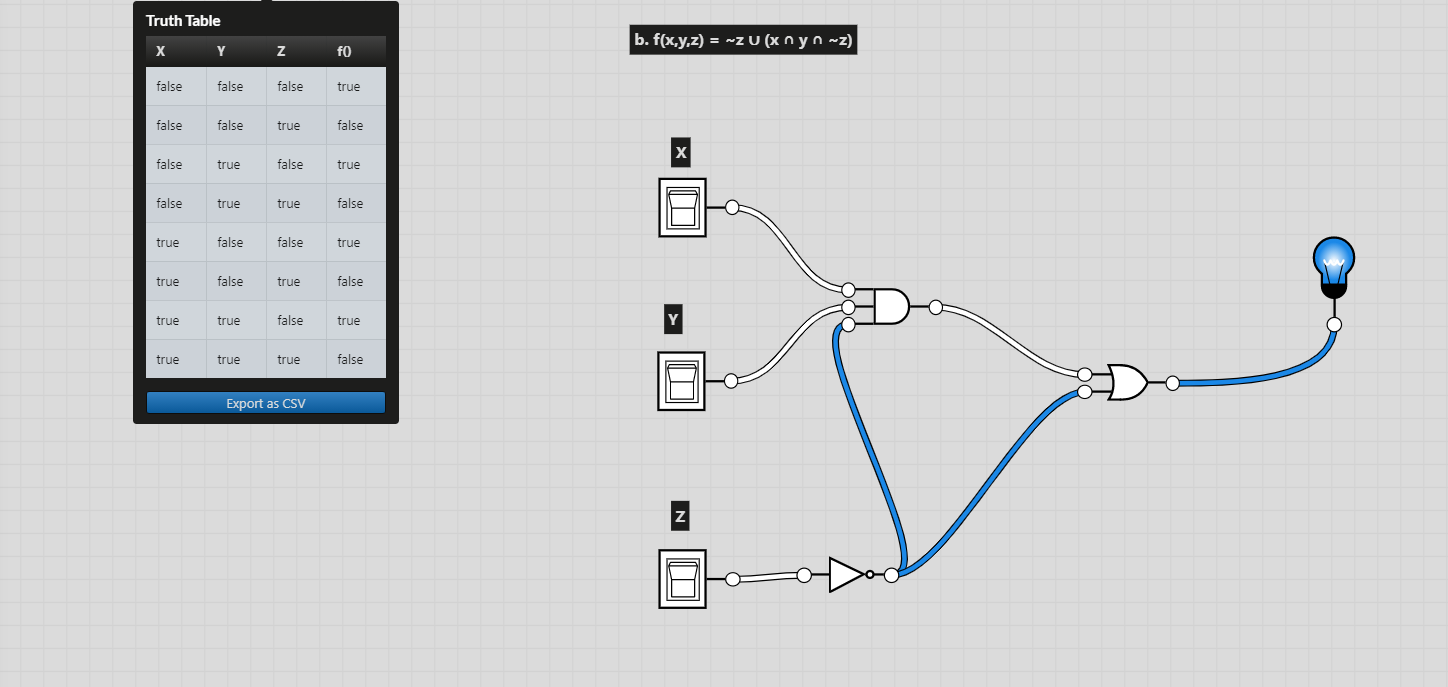 Truth Table
X Y Z f()
false false false true
false false true false
false true false true
false true true false
true false false true
true false true false
true true false true
true true true false
Export as CSV
b. f(x,y,z) = ~z ∪ (x ∩ y ∩ ~z)
X
Y
Z